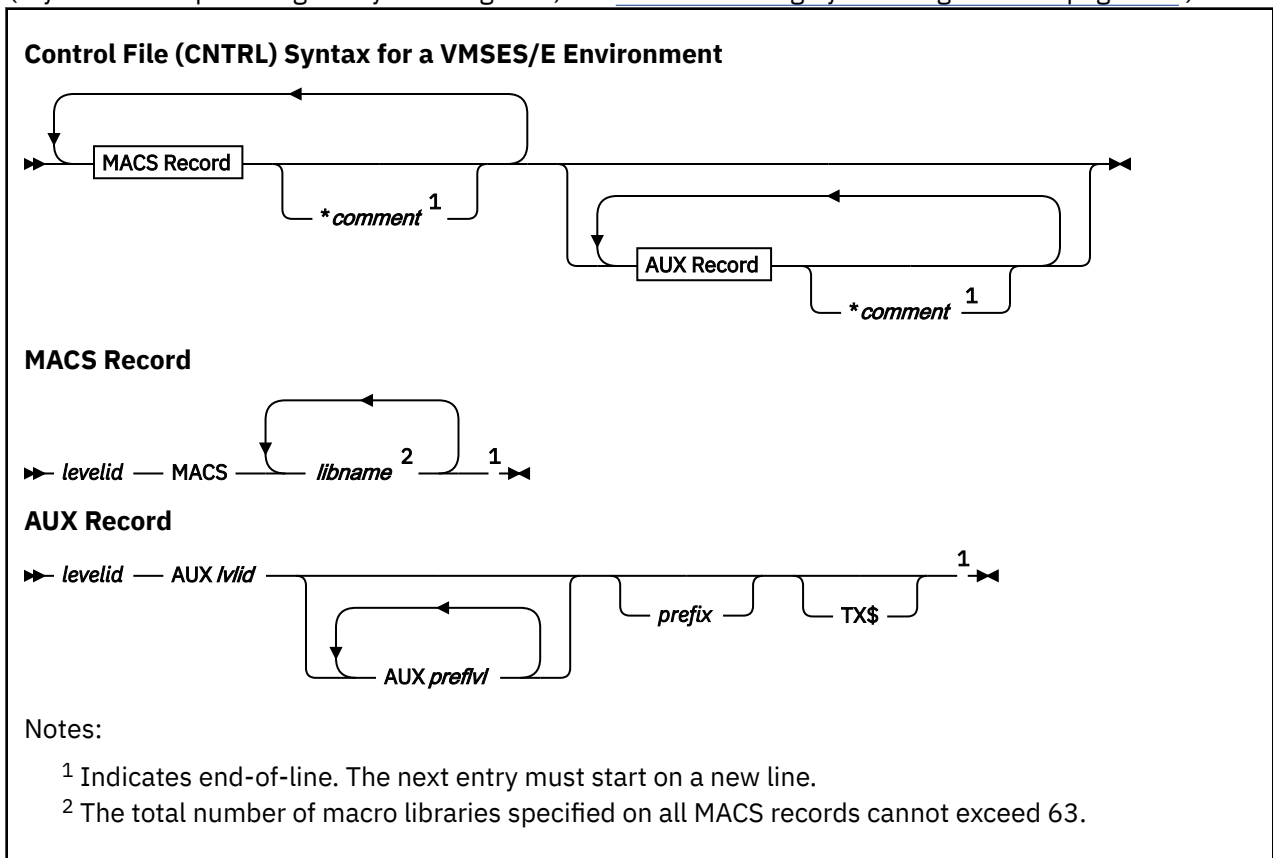 Control File (CNTRL) Syntax for a VMSES/E Environment
MACS Record
*comment 1
AUX Record
*comment 1
MACS Record
levelid MACS libname 2 1
AUX Record
levelid AUX lvlid AUX preflvl prefix TX$ 1
Notes:
1 Indicates end-of-line. The next entry must start on a new line.
2 The total number of macro libraries specified on all MACS records cannot exceed 63.